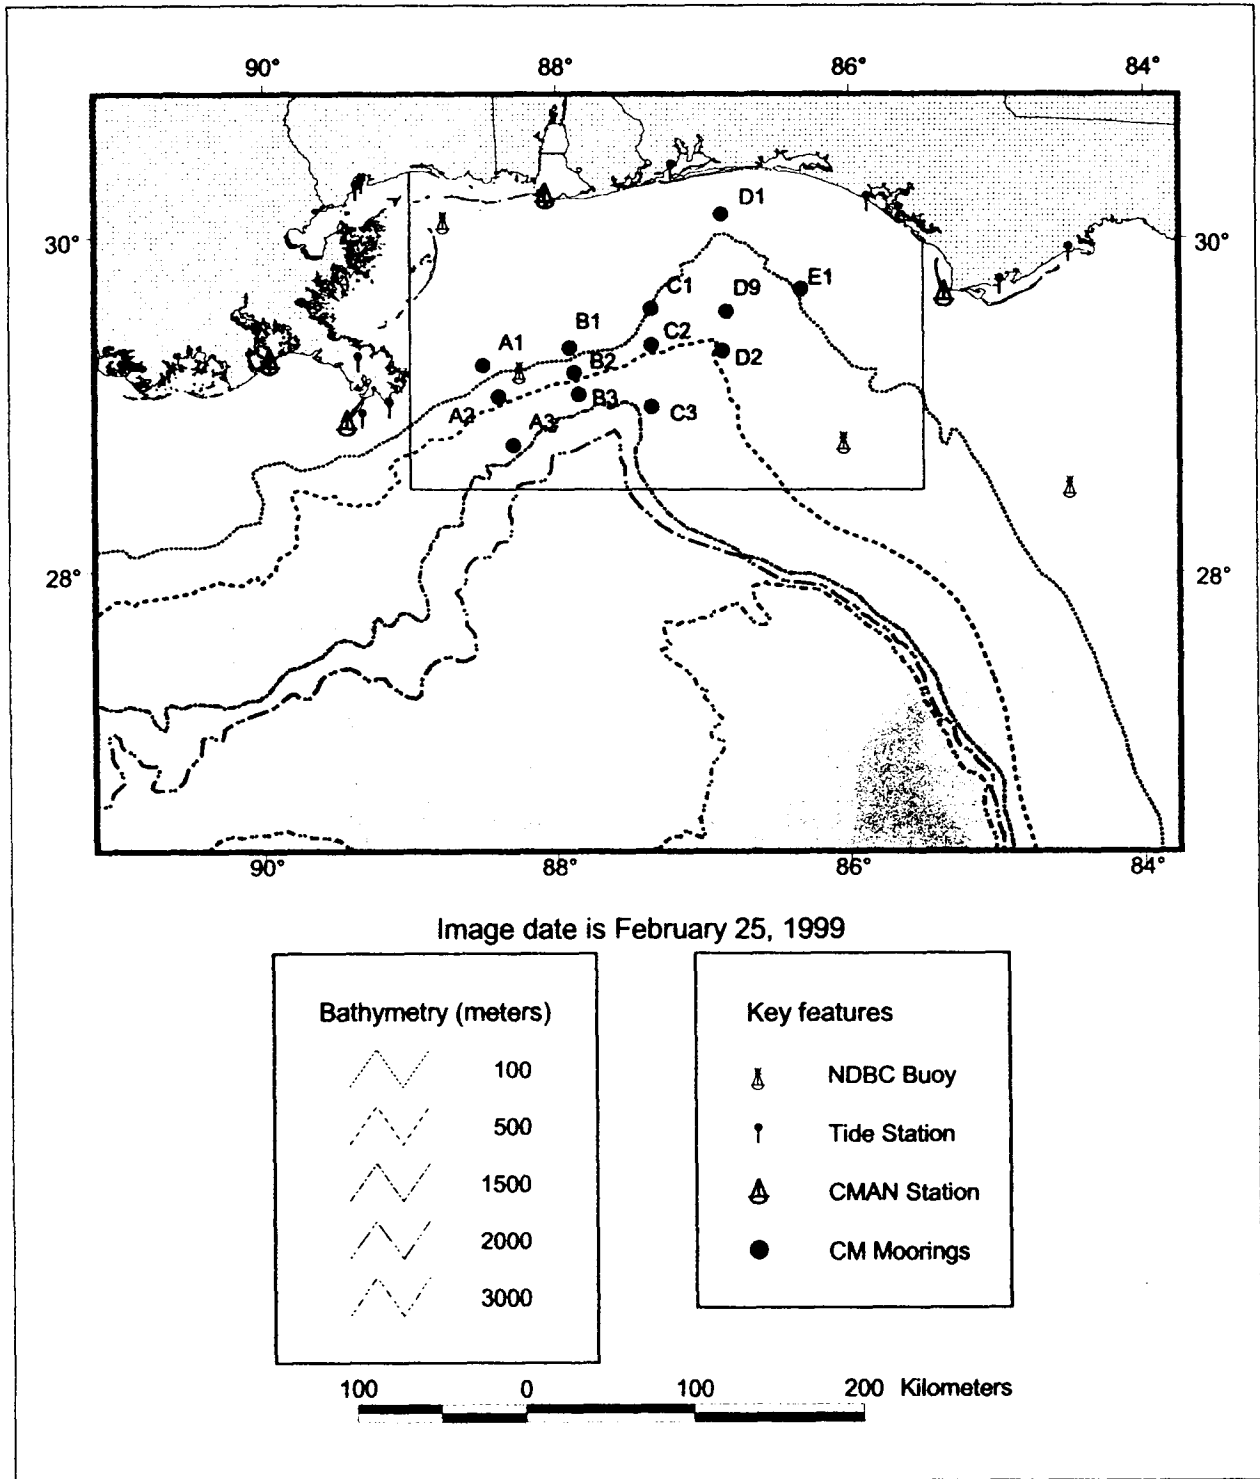 90° 88° 86° 84°
30° 30°
28° 28°
D1
C1 D9 E1
B1
A1 C2
B2 D2
A2 A3 B3 C3
90° 88° 86° 84°
Image date is February 25, 1999
Bathymetry (meters)
100
500
1500
2000
3000
Key features
NDBC Buoy
Tide Station
CMAN Station
CM Moorings
100 0 100 200 Kilometers